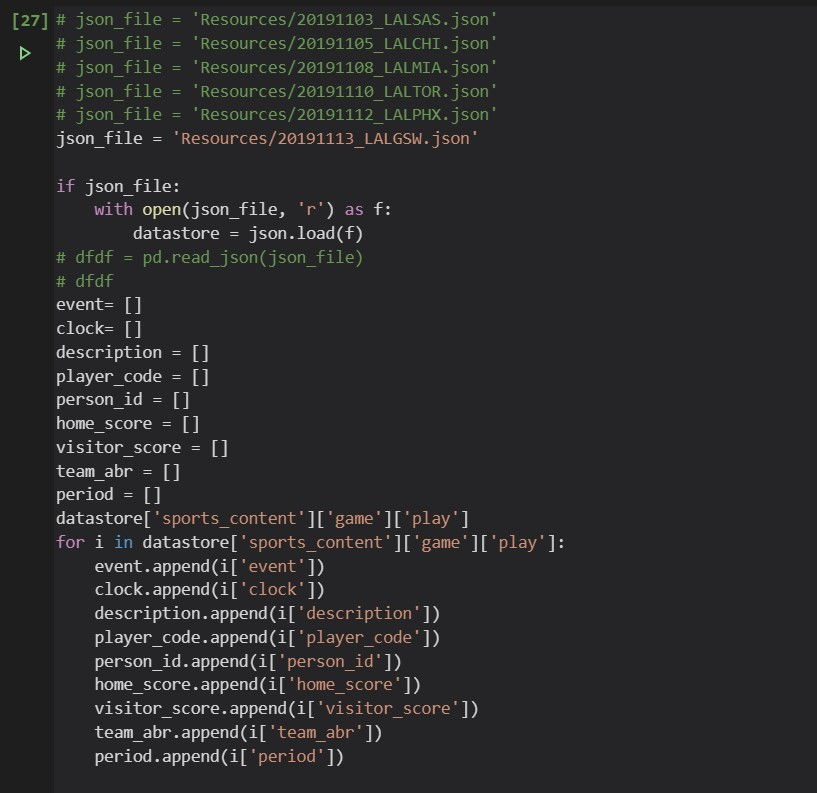 [27] # json_file = 'Resources/20191103_LALSAS.json'
# json_file = 'Resources/20191105_LALCHI.json'
# json_file = 'Resources/20191108_LALMIA.json'
# json_file = 'Resources/20191110_LALTOR.json'
# json_file = 'Resources/20191112_LALPHX.json'
json_file = 'Resources/20191113_LALGSW.json'

if json_file:
    with open(json_file, 'r') as f:
        datastore = json.load(f)
# dfdf = pd.read_json(json_file)
# dfdf
event= []
clock= []
description = []
player_code = []
person_id = []
home_score = []
visitor_score = []
team_abr = []
period = []
datastore['sports_content']['game']['play']
for i in datastore['sports_content']['game']['play']:
    event.append(i['event'])
    clock.append(i['clock'])
    description.append(i['description'])
    player_code.append(i['player_code'])
    person_id.append(i['person_id'])
    home_score.append(i['home_score'])
    visitor_score.append(i['visitor_score'])
    team_abr.append(i['team_abr'])
    period.append(i['period'])